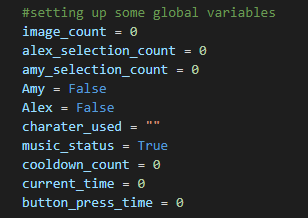 #setting up some global variables
image_count = 0
alex_selection_count = 0
amy_selection_count = 0
Amy = False
Alex = False
charater_used = ""
music_status = True
cooldown_count = 0
current_time = 0
button_press_time = 0